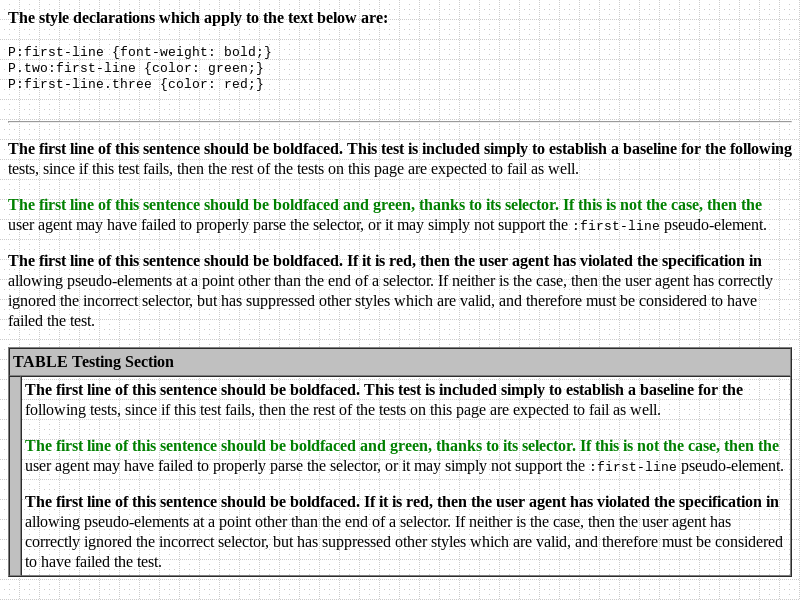 The style declarations which apply to the text below are:
P:first-line {font-weight: bold;}
P.two:first-line {color: green;}
P:first-line.three {color: red;}
The first line of this sentence should be boldfaced. This test is included simply to establish a baseline for the following
tests, since if this test fails, then the rest of the tests on this page are expected to fail as well.
The first line of this sentence should be boldfaced and green, thanks to its selector. If this is not the case, then the
user agent may have failed to properly parse the selector, or it may simply not support the :first-line pseudo-element.
The first line of this sentence should be boldfaced. If it is red, then the user agent has violated the specification in
allowing pseudo-elements at a point other than the end of a selector. If neither is the case, then the user agent has correctly
ignored the incorrect selector, but has suppressed other styles which are valid, and therefore must be considered to have
failed the test.
TABLE Testing Section
The first line of this sentence should be boldfaced. This test is included simply to establish a baseline for the
following tests, since if this test fails, then the rest of the tests on this page are expected to fail as well.
The first line of this sentence should be boldfaced and green, thanks to its selector. If this is not the case, then the
user agent may have failed to properly parse the selector, or it may simply not support the :first-line pseudo-element.
The first line of this sentence should be boldfaced. If it is red, then the user agent has violated the specification in
allowing pseudo-elements at a point other than the end of a selector. If neither is the case, then the user agent has
correctly ignored the incorrect selector, but has suppressed other styles which are valid, and therefore must be considered
to have failed the test.